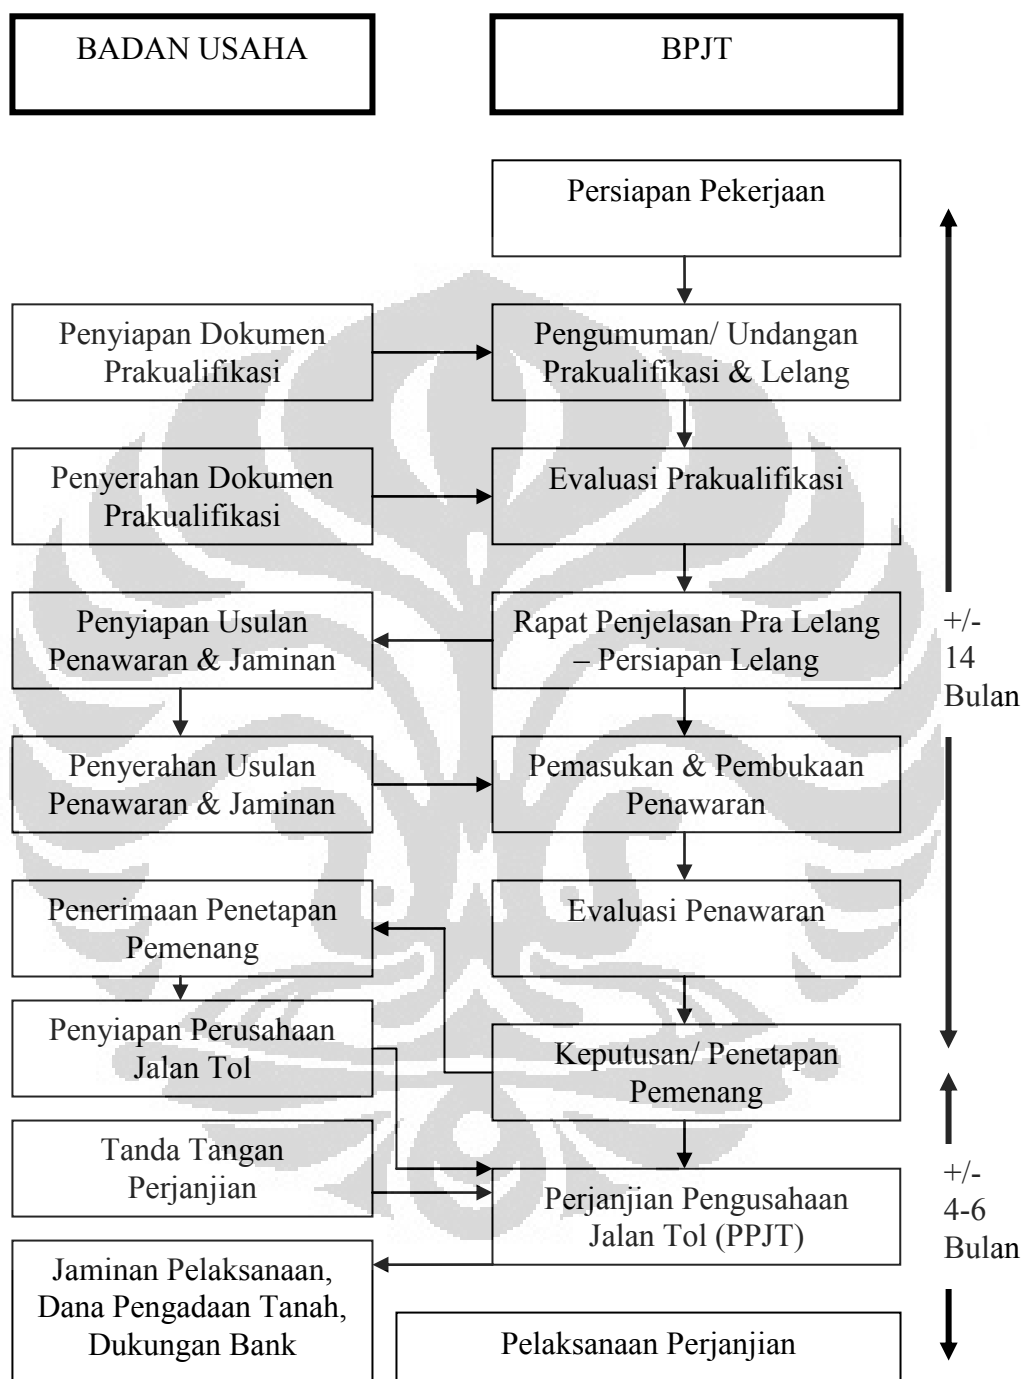 BADAN USAHA
BPJT
Persiapan Pekerjaan
Penyiapan Dokumen
Prakualifikasi
Pengumuman/ Undangan
Prakualifikasi & Lelang
Penyerahan Dokumen
Prakualifikasi
Evaluasi Prakualifikasi
Penyiapan Usulan
Penawaran & Jaminan
Rapat Penjelasan Pra Lelang
– Persiapan Lelang
+/-
14
Bulan
Penyerahan Usulan
Penawaran & Jaminan
Pemasukan & Pembukaan
Penawaran
Penerimaan Penetapan
Pemenang
Evaluasi Penawaran
Penyiapan Perusahaan
Jalan Tol
Keputusan/ Penetapan
Pemenang
Tanda Tangan
Perjanjian
Perjanjian Pengusahaan
Jalan Tol (PPJT)
+/-
4-6
Bulan
Jaminan Pelaksanaan,
Dana Pengadaan Tanah,
Dukungan Bank
Pelaksanaan Perjanjian